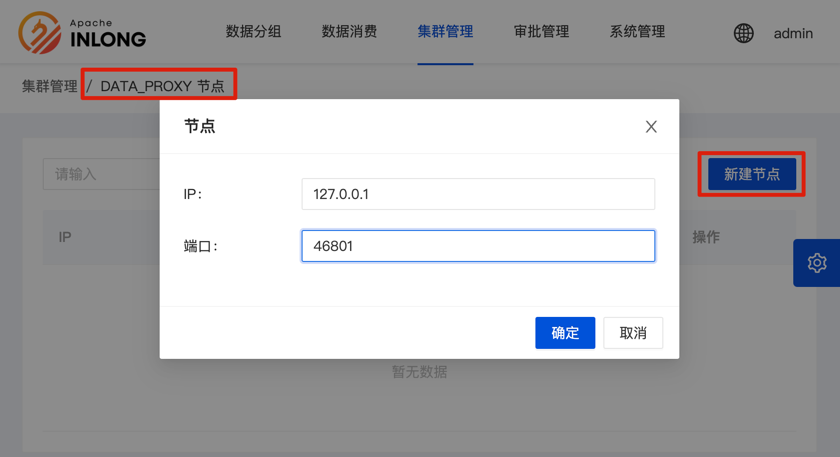 Apache
INLONG
数据分组 数据消费 集群管理 审批管理 系统管理 admin
集群管理 / DATA_PROXY 节点
节点
请输入
新建节点
IP:
127.0.0.1
IP
操作
端口:
46801
确定 取消
暂无数据